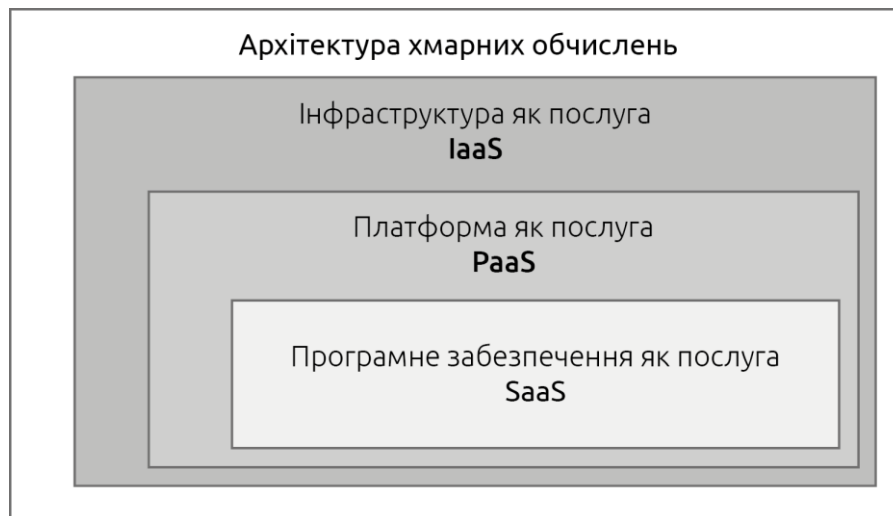 Архітектура хмарних обчислень
Інфраструктура як послуга
IaaS
Платформа як послуга
PaaS
Програмне забезпечення як послуга
SaaS